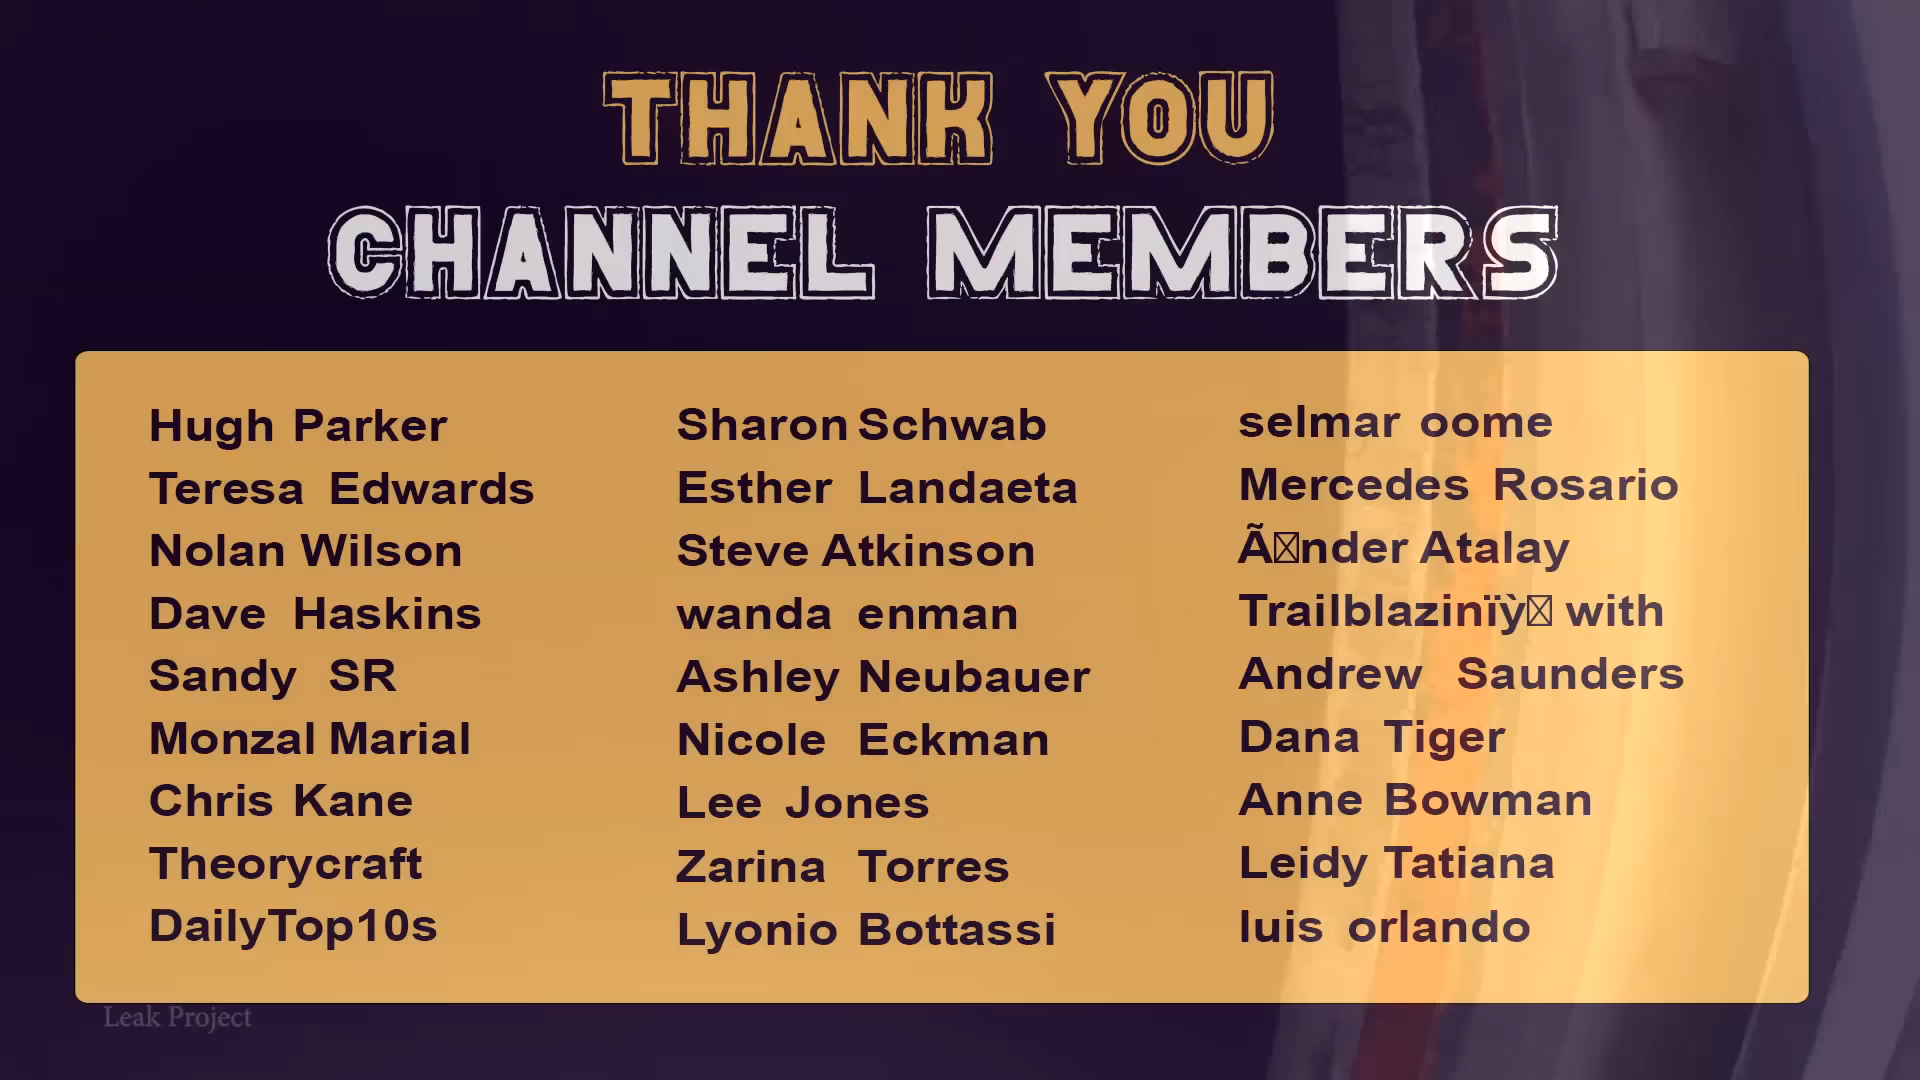 THANK YOU
CHANNEL MEMBERS
Hugh Parker
Teresa Edwards
Nolan Wilson
Dave Haskins
Sandy SR
Monzal Marial
Chris Kane
Theorycraft
DailyTop10s
Sharon Schwab
Esther Landaeta
Steve Atkinson
wanda enman
Ashley Neubauer
Nicole Eckman
Lee Jones
Zarina Torres
Lyonio Bottassi
selmar oome
Mercedes Rosario
Ã☒nder Atalay
Trailblazinïỳ☒ with
Andrew Saunders
Dana Tiger
Anne Bowman
Leidy Tatiana
luis orlando
Leak Project